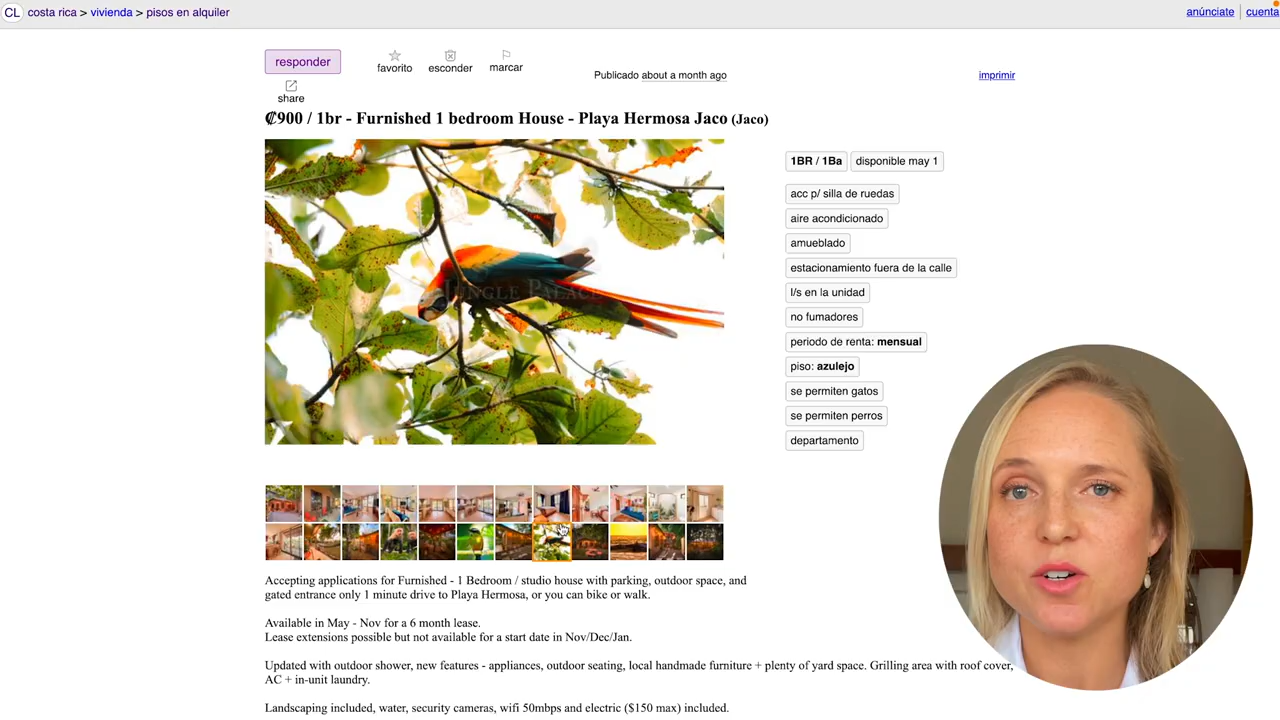 CL costa rica > vivienda > pisos en alquiler
anúnciate cuenta
responder
favorito esconder marcar
Publicado about a month ago
imprimir
share
₡900 / 1br - Furnished 1 bedroom House - Playa Hermosa Jaco (Jaco)
1BR / 1Ba disponible may 1
acc p/ silla de ruedas
aire acondicionado
amueblado
estacionamiento fuera de la calle
l/s en la unidad
no fumadores
periodo de renta: mensual
piso: azulejo
se permiten gatos
se permiten perros
departamento
Jungle Palace
Accepting applications for Furnished - 1 Bedroom / studio house with parking, outdoor space, and
gated entrance only 1 minute drive to Playa Hermosa, or you can bike or walk.
Available in May - Nov for a 6 month lease.
Lease extensions possible but not available for a start date in Nov/Dec/Jan.
Updated with outdoor shower, new features - appliances, outdoor seating, local handmade furniture + plenty of yard space. Grilling area with roof cover,
AC + in-unit laundry.
Landscaping included, water, security cameras, wifi 50mbps and electric ($150 max) included.